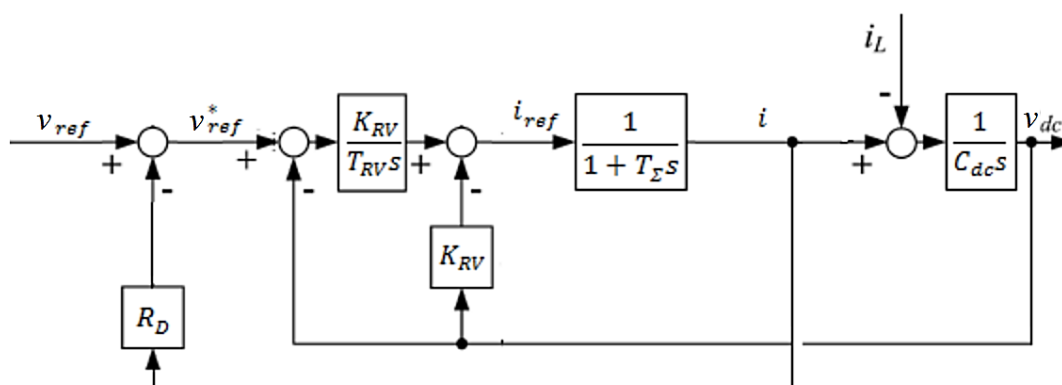 i_L
v_ref
+
-
v*_ref
+
-
K_RV
T_RV s
+
-
i_ref
1
1 + T_Σ s
i
+
-
1
C_dc s
v_dc
K_RV
R_D